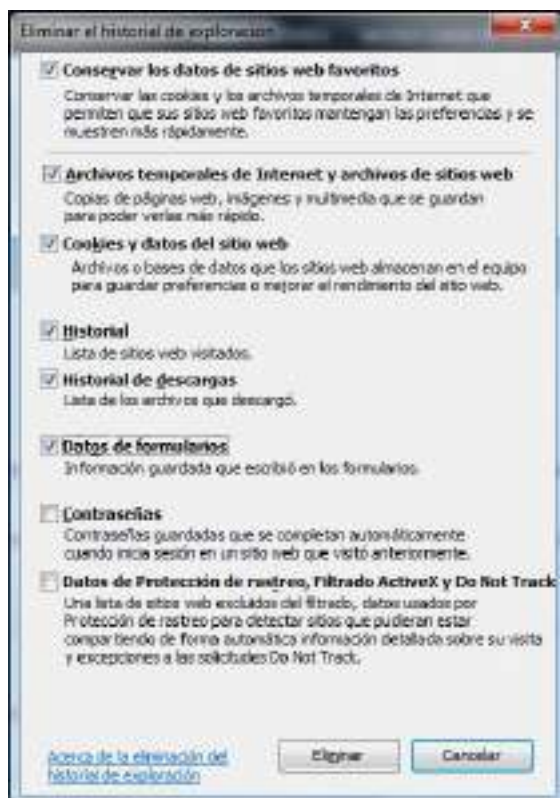 Eliminar el historial de exploración
Conservar los datos de sitios web favoritos
Conservar las cookies y los archivos temporales de Internet que
permiten que sus sitios web favoritos mantengan las preferencias y se
muestren más rápidamente.
Archivos temporales de Internet y archivos de sitios web
Copias de páginas web, imágenes y multimedia que se guardan
para poder verlas más rápido.
Cookies y datos del sitio web
Archivos o bases de datos que los sitios web almacenan en el equipo
para guardar preferencias o mejorar el rendimiento del sitio web.
Historial
Lista de sitios web visitados.
Historial de descargas
Lista de los archivos que descargó.
Datos de formularios
Información guardada que escribió en los formularios.
Contraseñas
Contraseñas guardadas que se completan automáticamente
cuando inicia sesión en un sitio web que visitó anteriormente.
Datos de Protección de rastreo, Filtrado ActiveX y Do Not Track
Una lista de sitios web excluidos del filtrado, datos usados por
Protección de rastreo para detectar sitios que pudieran estar
compartiendo de forma automática información detallada sobre su visita
y excepciones a las solicitudes Do Not Track.
Acerca de la eliminación del
historial de exploración
Eliminar
Cancelar